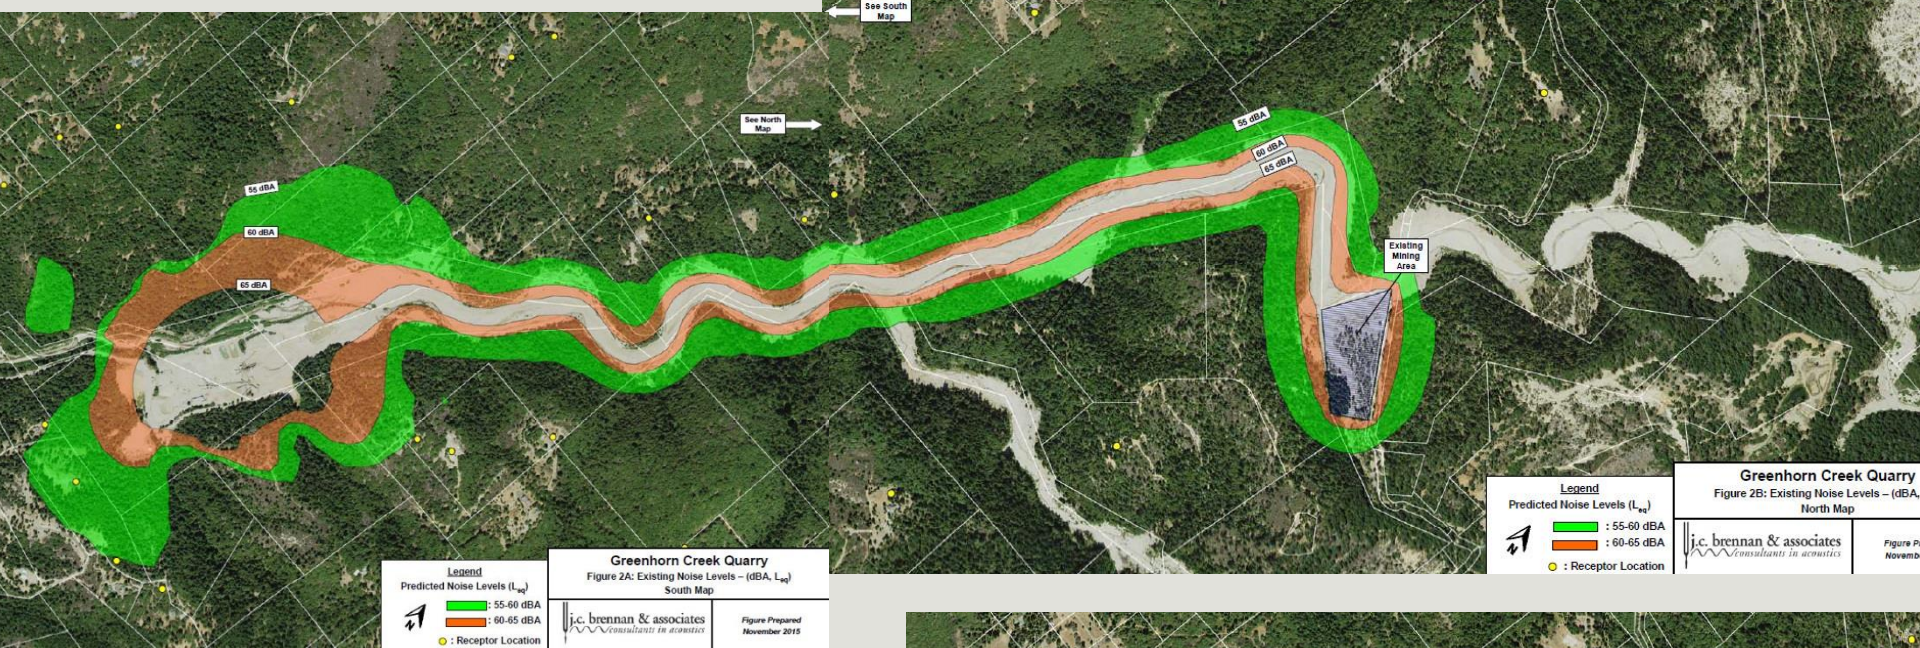 See South
Map
See North
Map
55 dBA
60 dBA
65 dBA
55 dBA
60 dBA
65 dBA
Existing
Mining
Area
Legend
Predicted Noise Levels (Leq)
: 55-60 dBA
: 60-65 dBA
: Receptor Location
Greenhorn Creek Quarry
Figure 2A: Existing Noise Levels – (dBA, Leq)
South Map
j.c. brennan & associates
consultants in acoustics
Figure Prepared
November 2015
Legend
Predicted Noise Levels (Leq)
: 55-60 dBA
: 60-65 dBA
: Receptor Location
Greenhorn Creek Quarry
Figure 2B: Existing Noise Levels – (dBA,
North Map
j.c. brennan & associates
consultants in acoustics
Figure P
Novemb